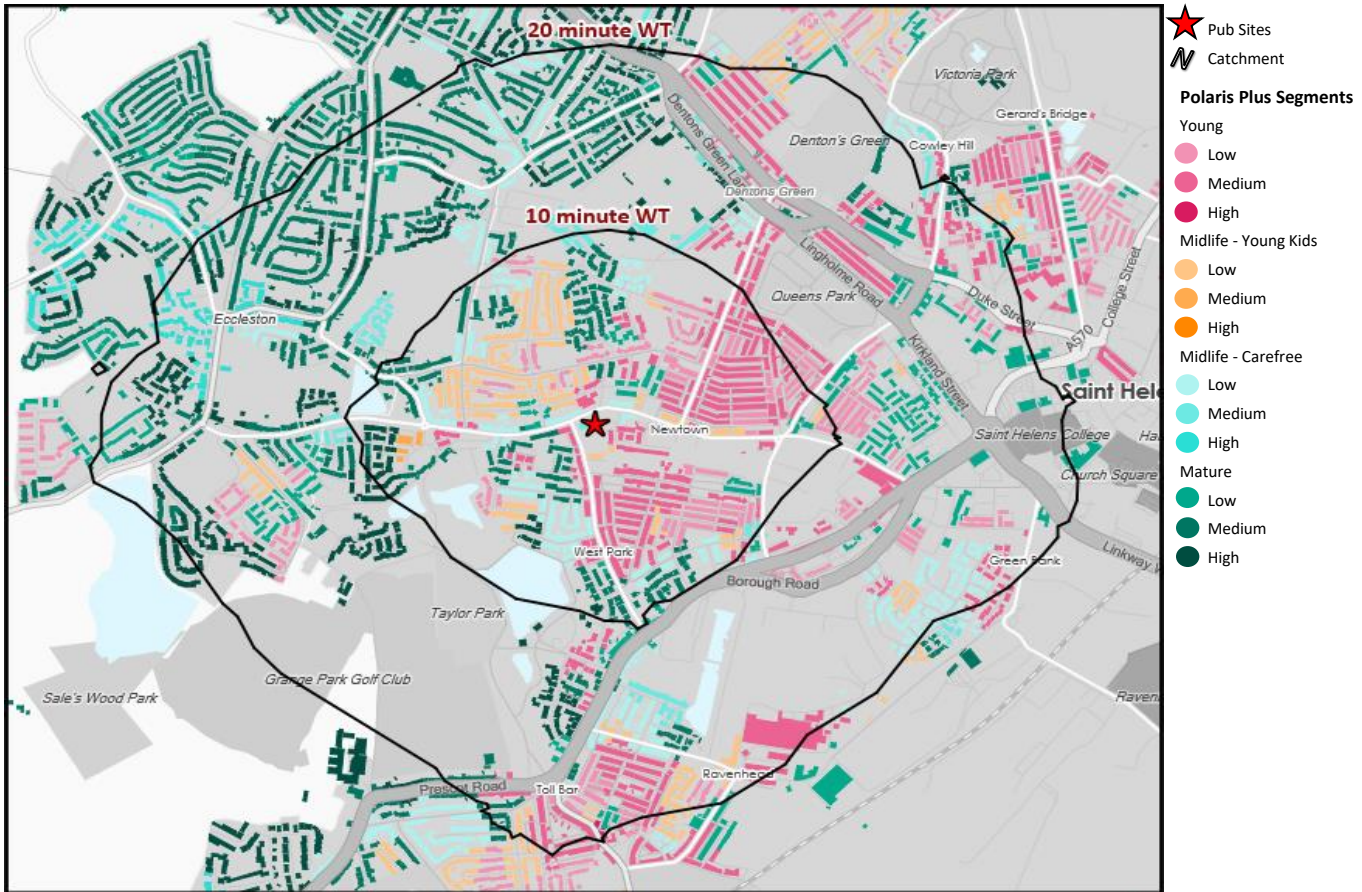 20 minute WT
Victoria Park
Gerard's Bridge
Denton's Green
Cowley Hill
Dentons Green Lane
Dentons Green
10 minute WT
Lingholme Road
Queens Park
Duke Street
College Street
A570
Eccleston
Kirkland Street
Saint Hele
Newtown
Saint Helens College
Ha
Church Square
West Park
Green Bank
Linkway W
Borough Road
Taylor Park
Grange Park Golf Club
Sale's Wood Park
Raven
Ravenhead
Prescot Road
Toll Bar
Pub Sites
Catchment
Polaris Plus Segments
Young
Low
Medium
High
Midlife - Young Kids
Low
Medium
High
Midlife - Carefree
Low
Medium
High
Mature
Low
Medium
High